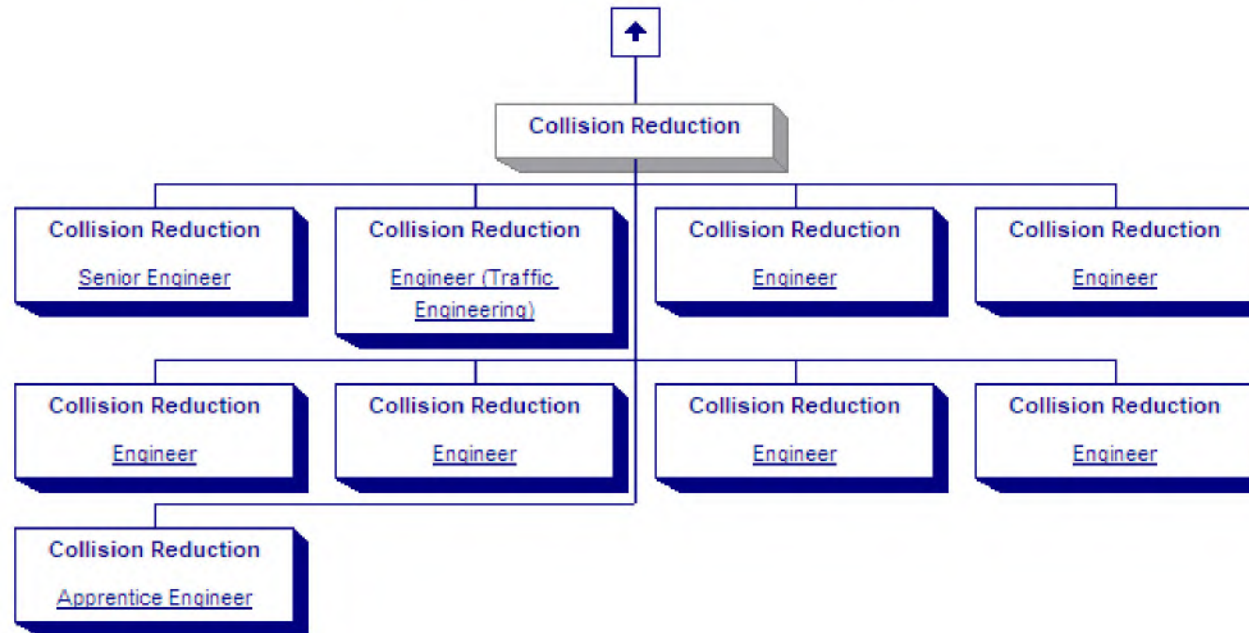 Collision Reduction
Collision Reduction
Senior Engineer
Collision Reduction
Engineer (Traffic
Engineering)
Collision Reduction
Engineer
Collision Reduction
Engineer
Collision Reduction
Engineer
Collision Reduction
Engineer
Collision Reduction
Engineer
Collision Reduction
Engineer
Collision Reduction
Apprentice Engineer